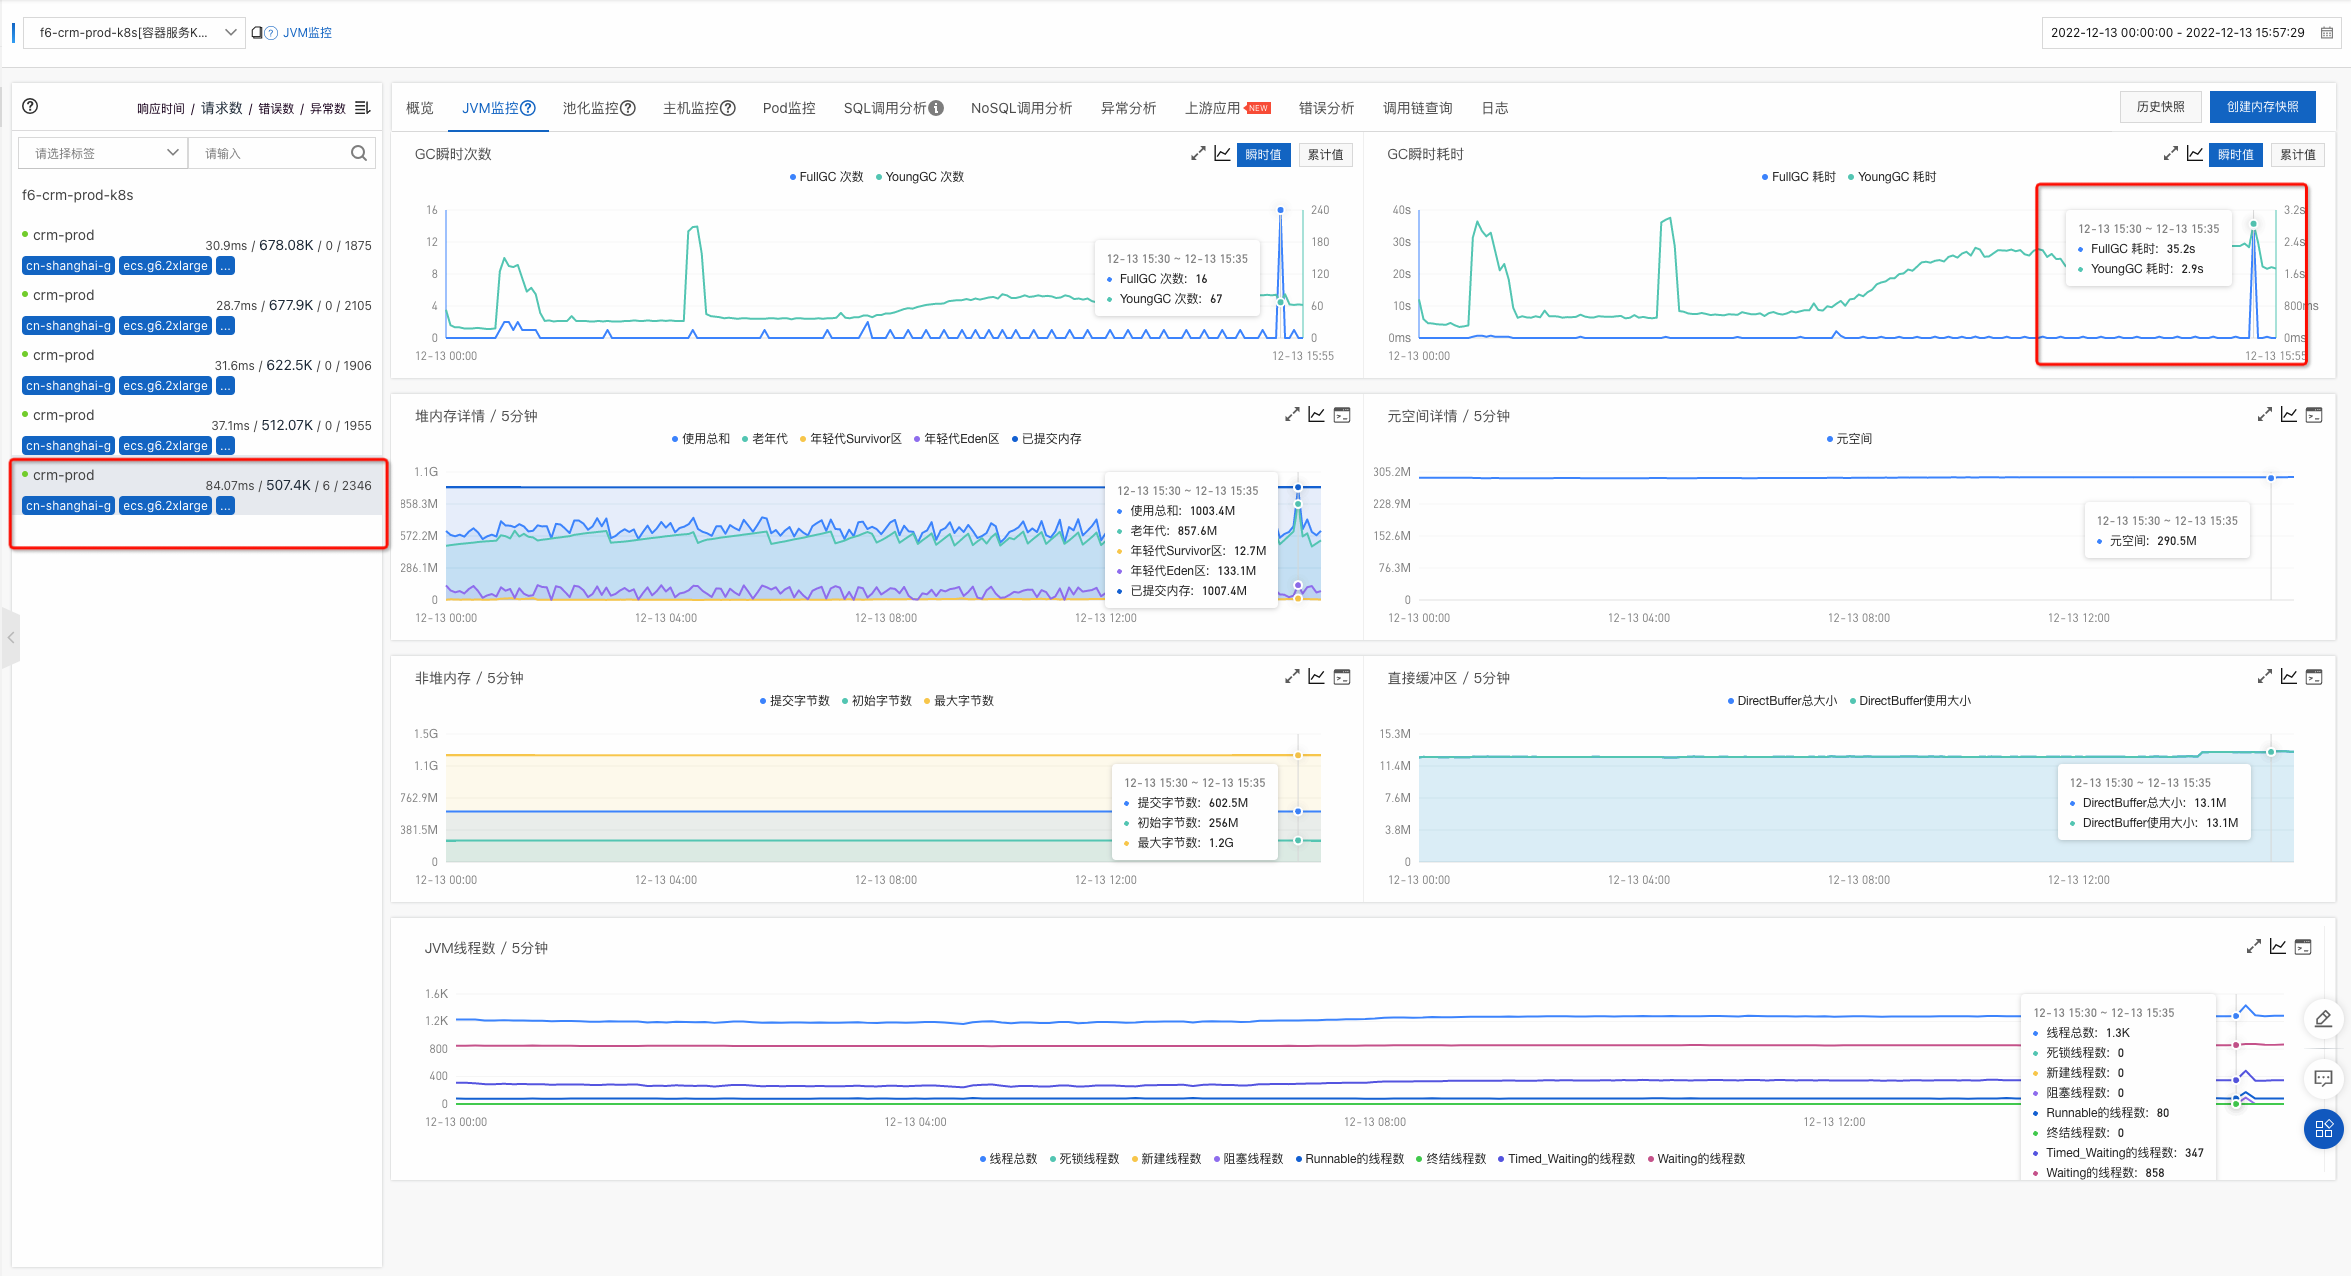 f6-crm-prod-k8s[容器服务K...
JVM监控
2022-12-13 00:00:00 - 2022-12-13 15:57:29
响应时间 / 请求数 / 错误数 / 异常数
请选择标签
请输入
f6-crm-prod-k8s
crm-prod
30.9ms / 678.08K / 0 / 1875
cn-shanghai-g ecs.g6.2xlarge ...
crm-prod
28.7ms / 677.9K / 0 / 2105
cn-shanghai-g ecs.g6.2xlarge ...
crm-prod
31.6ms / 622.5K / 0 / 1906
cn-shanghai-g ecs.g6.2xlarge ...
crm-prod
37.1ms / 512.07K / 0 / 1955
cn-shanghai-g ecs.g6.2xlarge ...
crm-prod
84.07ms / 507.4K / 6 / 2346
cn-shanghai-g ecs.g6.2xlarge ...
概览 JVM监控 池化监控 主机监控 Pod监控 SQL调用分析 NoSQL调用分析 异常分析 上游应用 NEW 错误分析 调用链查询 日志
历史快照 创建内存快照
GC瞬时次数
瞬时值 累计值
FullGC 次数 YoungGC 次数
16 240
12 180
8 120
4 60
0 0
12-13 00:00 12-13 15:55
12-13 15:30 ~ 12-13 15:35
FullGC 次数: 16
YoungGC 次数: 67
GC瞬时耗时
瞬时值 累计值
FullGC 耗时 YoungGC 耗时
40s 3.2s
30s 2.4s
20s 1.6s
10s 800ms
0ms 0ms
12-13 00:00 12-13 15:55
12-13 15:30 ~ 12-13 15:35
FullGC 耗时: 35.2s
YoungGC 耗时: 2.9s
堆内存详情 / 5分钟
使用总和 老年代 年轻代Survivor区 年轻代Eden区 已提交内存
1.1G
858.3M
572.2M
286.1M
0
12-13 00:00 12-13 04:00 12-13 08:00 12-13 12:00
12-13 15:30 ~ 12-13 15:35
使用总和: 1003.4M
老年代: 857.6M
年轻代Survivor区: 12.7M
年轻代Eden区: 133.1M
已提交内存: 1007.4M
元空间详情 / 5分钟
元空间
305.2M
228.9M
152.6M
76.3M
0
12-13 00:00 12-13 04:00 12-13 08:00 12-13 12:00
12-13 15:30 ~ 12-13 15:35
元空间: 290.5M
非堆内存 / 5分钟
提交字节数 初始字节数 最大字节数
1.5G
1.1G
762.9M
381.5M
0
12-13 00:00 12-13 04:00 12-13 08:00 12-13 12:00
12-13 15:30 ~ 12-13 15:35
提交字节数: 602.5M
初始字节数: 256M
最大字节数: 1.2G
直接缓冲区 / 5分钟
DirectBuffer总大小 DirectBuffer使用大小
15.3M
11.4M
7.6M
3.8M
0
12-13 00:00 12-13 04:00 12-13 08:00 12-13 12:00
12-13 15:30 ~ 12-13 15:35
DirectBuffer总大小: 13.1M
DirectBuffer使用大小: 13.1M
JVM线程数 / 5分钟
1.6K
1.2K
800
400
0
12-13 00:00 12-13 04:00 12-13 08:00 12-13 12:00
12-13 15:30 ~ 12-13 15:35
线程总数: 1.3K
死锁线程数: 0
新建线程数: 0
阻塞线程数: 0
Runnable的线程数: 80
终结线程数: 0
Timed_Waiting的线程数: 347
Waiting的线程数: 858
线程总数 死锁线程数 新建线程数 阻塞线程数 Runnable的线程数 终结线程数 Timed_Waiting的线程数 Waiting的线程数